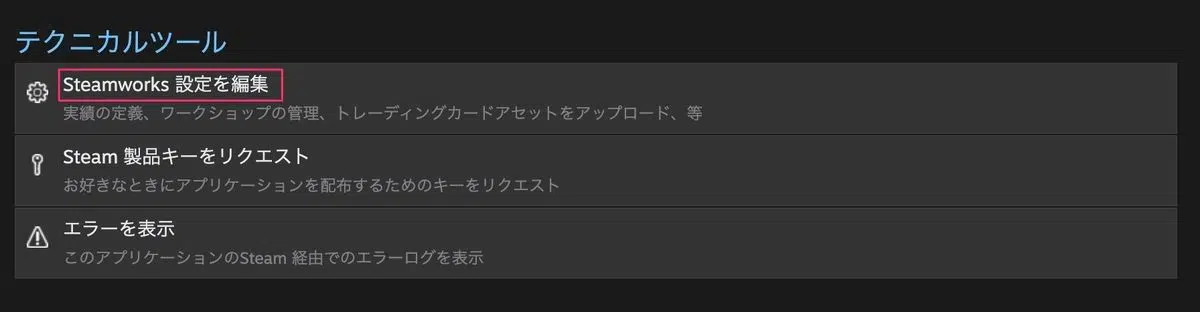 テクニカルツール
Steamworks 設定を編集
実績の定義、ワークショップの管理、トレーディングカードアセットをアップロード、等
Steam 製品キーをリクエスト
お好きなときにアプリケーションを配布するためのキーをリクエスト
エラーを表示
このアプリケーションのSteam 経由でのエラーログを表示